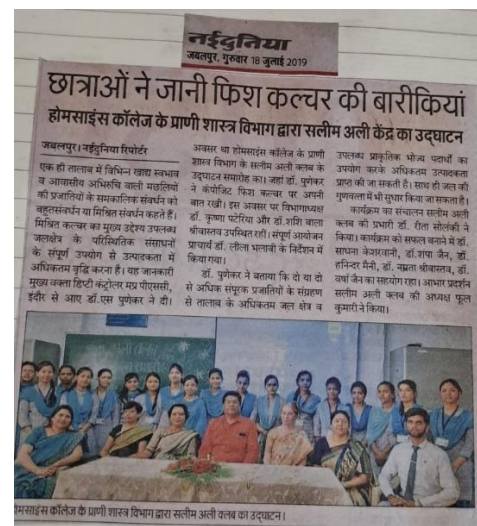 नईदुनिया
जबलपुर, गुरुवार 18 जुलाई 2019
छात्राओं ने जानी फिश कल्चर की बारीकियां
होमसाइंस कॉलेज के प्राणी शास्त्र विभाग द्वारा सलीम अली केंद्र का उद्घाटन
जबलपुर। नईदुनिया रिपोर्टर
एक ही तालाब में विभिन्न खाद्य स्वभाव
व आवासीय अभिरुचि वाली मछलियों
की प्रजातियों के समकालिक संवर्धन को
बहुसंवर्धन या मिश्रित संवर्धन कहते हैं।
मिश्रित कल्चर का मुख्य उद्देश्य उपलब्ध
जलक्षेत्र के परिस्थितिक संसाधनों
के संपूर्ण उपयोग से उत्पादकता में
अधिकतम वृद्धि करना है। यह जानकारी
मुख्य वक्ता डिप्टी कंट्रोलर मप्र पीएससी,
इंदौर से आए डॉ.एस पुणेकर ने दी।
अवसर था होमसाइंस कॉलेज के प्राणी
शास्त्र विभाग के सलीम अली क्लब के
उद्घाटन समारोह का। जहां डॉ. पुणेकर
ने कंपोजिट फिश कल्चर पर अपनी
बात रखी। इस अवसर पर विभागाध्यक्ष
डॉ. कृष्णा पटेरिया और डॉ.शशि बाला
श्रीवास्तव उपस्थित रहीं। संपूर्ण आयोजन
प्राचार्य डॉ. लीला भलावी के निर्देशन में
किया गया।
डॉ. पुणेकर ने बताया कि दो या दो
से अधिक संपूरक प्रजातियों के संग्रहण
से तालाब के अधिकतम जल क्षेत्र व
उपलब्ध प्राकृतिक भोज्य पदार्थों का
उपयोग करके अधिकतम उत्पादकता
प्राप्त की जा सकती है। साथ ही जल की
गुणवत्ता में भी सुधार किया जा सकता है।
कार्यक्रम का संचालन सलीम अली
क्लब की प्रभारी डॉ. रीता सोलंकी ने
किया। कार्यक्रम को सफल बनाने में डॉ.
साधना केशरवानी, डॉ.शंपा जैन, डॉ.
हनिन्दर मैनी, डॉ. नम्रता श्रीवास्तव, डॉ.
वर्षा जैन का सहयोग रहा। आभार प्रदर्शन
सलीम अली क्लब की अध्यक्ष फूल
कुमारी ने किया।
होमसाइंस कॉलेज के प्राणी शास्त्र विभाग द्वारा सलीम अली क्लब का उद्घाटन।